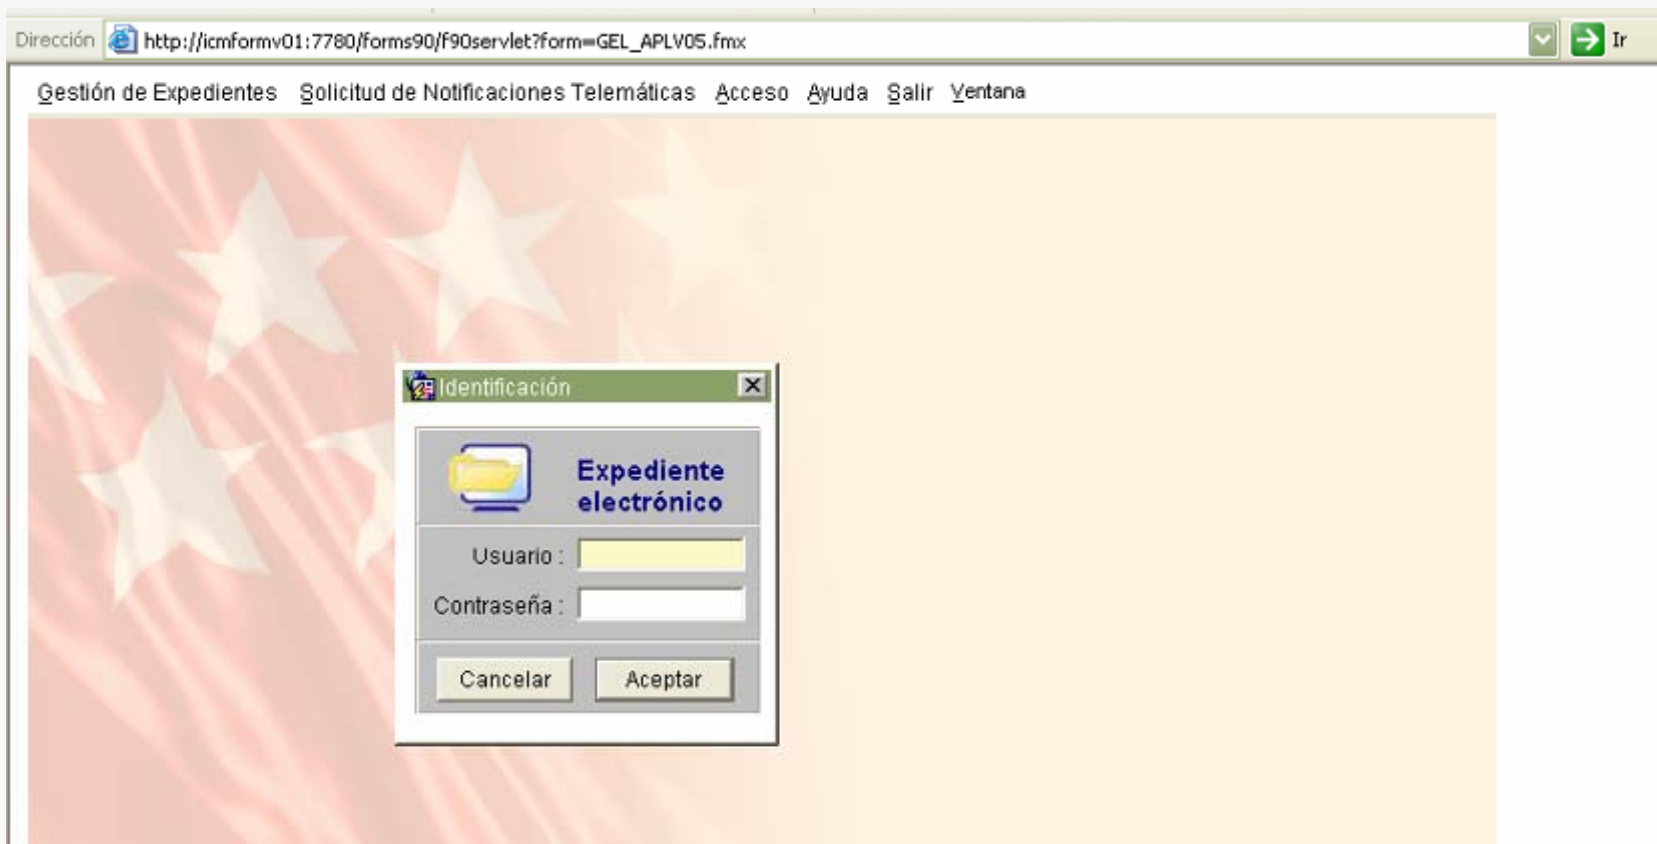 Dirección http://icmformv01:7780/forms90/f90servlet?form=GEL_APLV05.fmx Ir
Gestión de Expedientes Solicitud de Notificaciones Telemáticas Acceso Ayuda Salir Ventana
Identificación
Expediente
electrónico
Usuario :
Contraseña :
Cancelar Aceptar